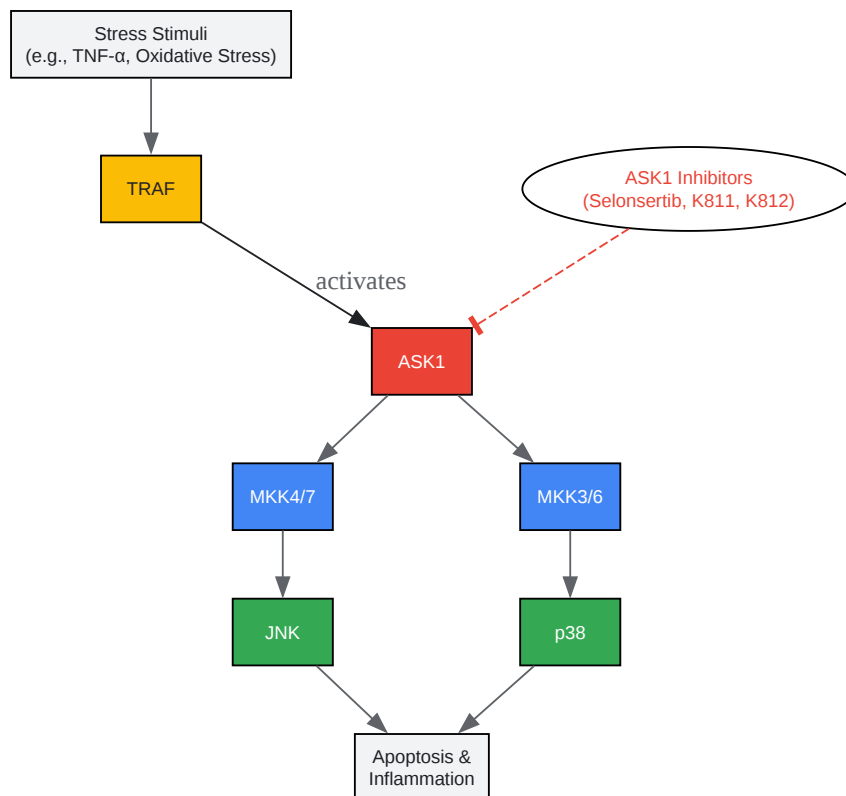 Stress Stimuli
(e.g., TNF-α, Oxidative Stress)
TRAF
ASK1 Inhibitors
(Selonsertib, K811, K812)
activates
ASK1
MKK4/7
MKK3/6
JNK
p38
Apoptosis &
Inflammation